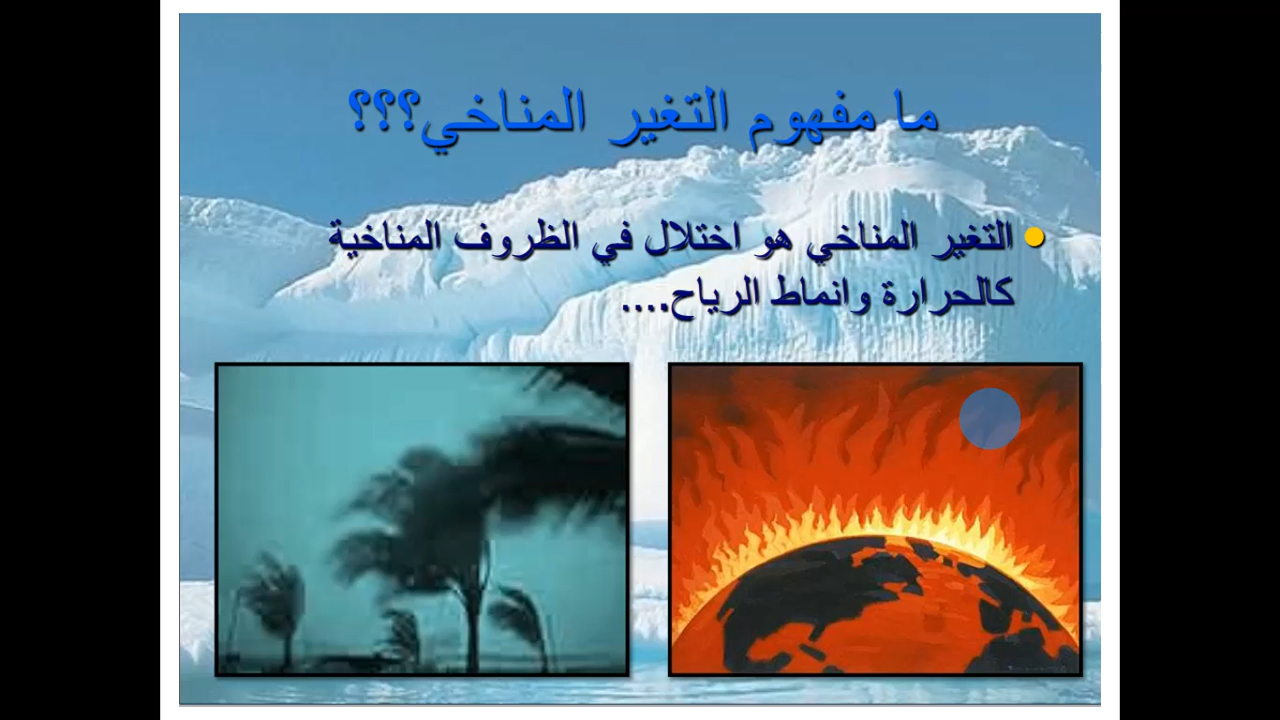 ما مفهوم التغير المناخي؟؟؟
التغير المناخي هو اختلال في الظروف المناخية
كالحرارة وانماط الرياح....